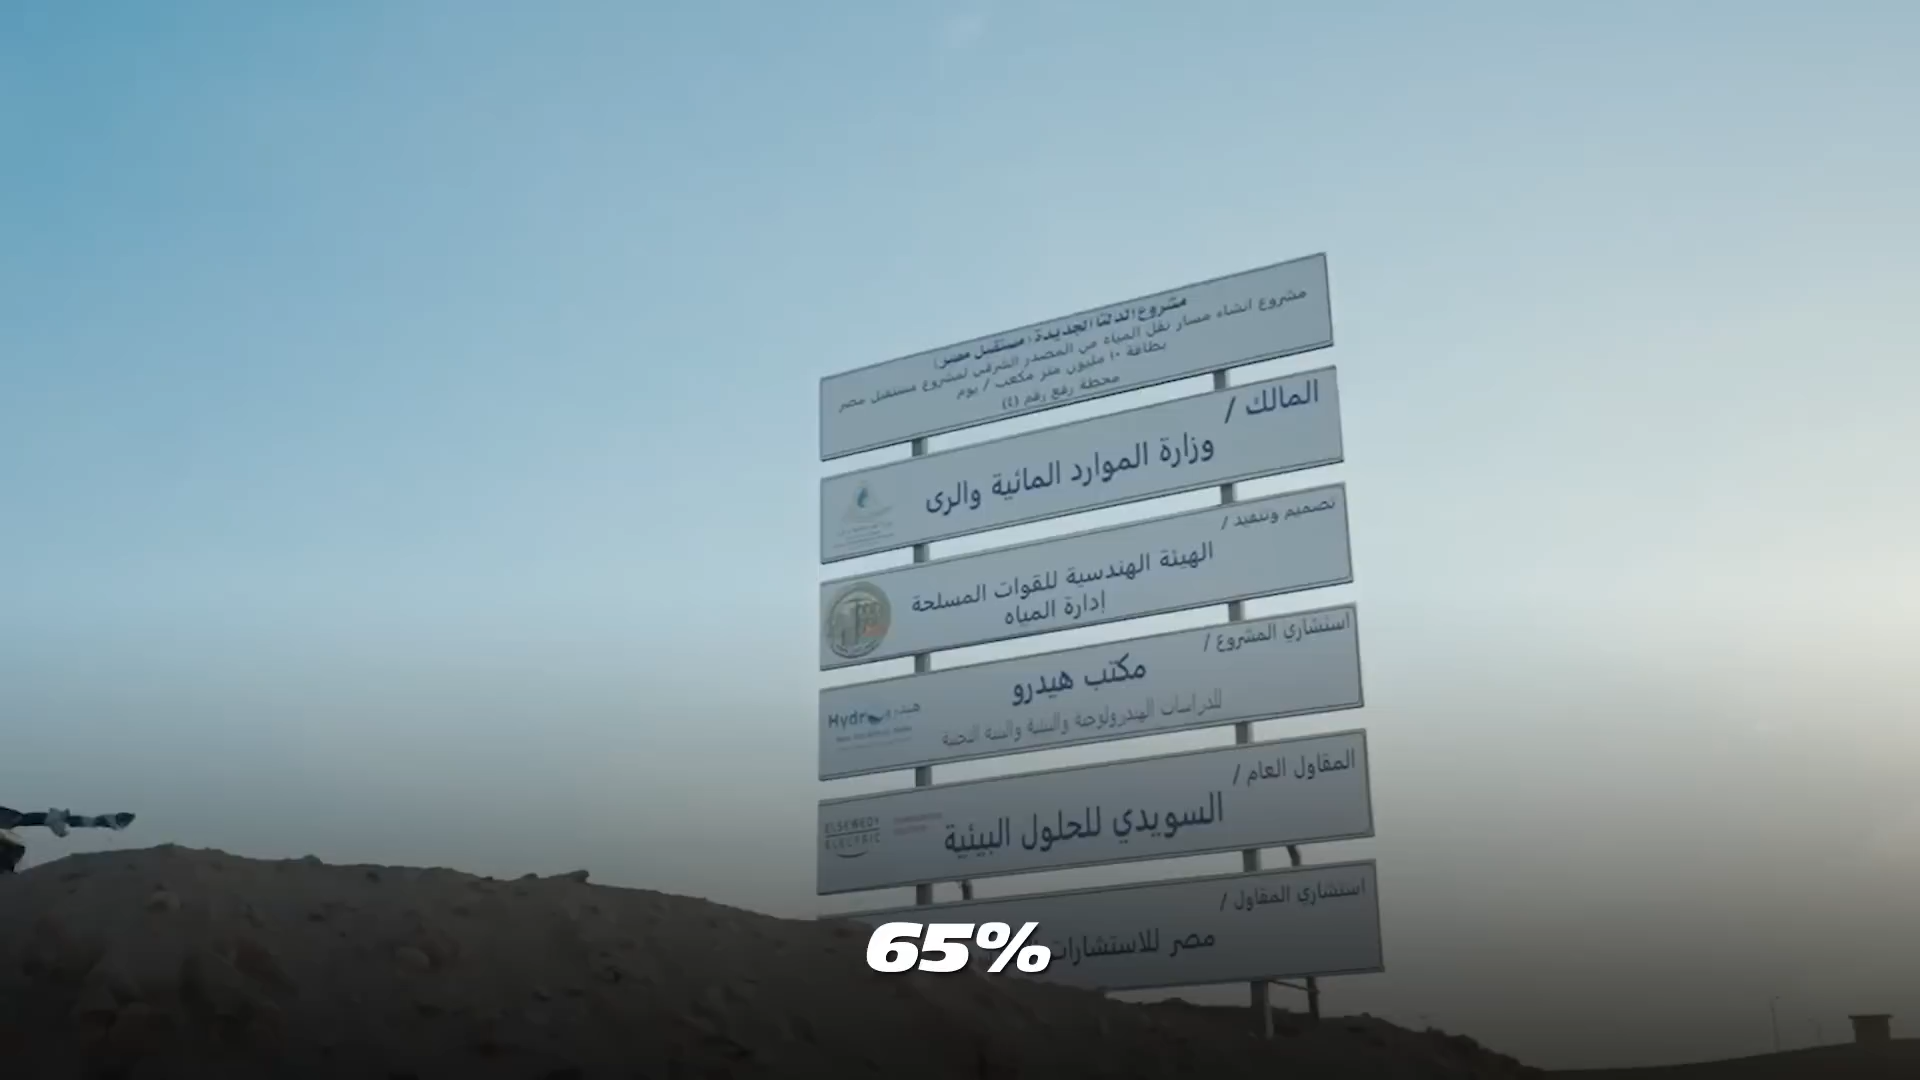 مشروع الدلتا الجديدة (مستقبل مصر)
مشروع انشاء مسار نقل المياه من المصدر الشرقي لمشروع مستقبل مصر
بطاقة ١٠ مليون متر مكعب / يوم
محطة رفع رقم (٤)
المالك /
وزارة الموارد المائية والرى
تصميم وتنفيذ /
الهيئة الهندسية للقوات المسلحة
إدارة المياه
استشاري المشروع /
مكتب هيدرو
للدراسات الهيدرولوجية والبيئية والبنية التحتية
Hydro هيدرو
المقاول العام /
السويدي للحلول البيئية
ELSEWEDY
ELECTRIC
استشاري المقاول /
مصر للاستشارات
65%